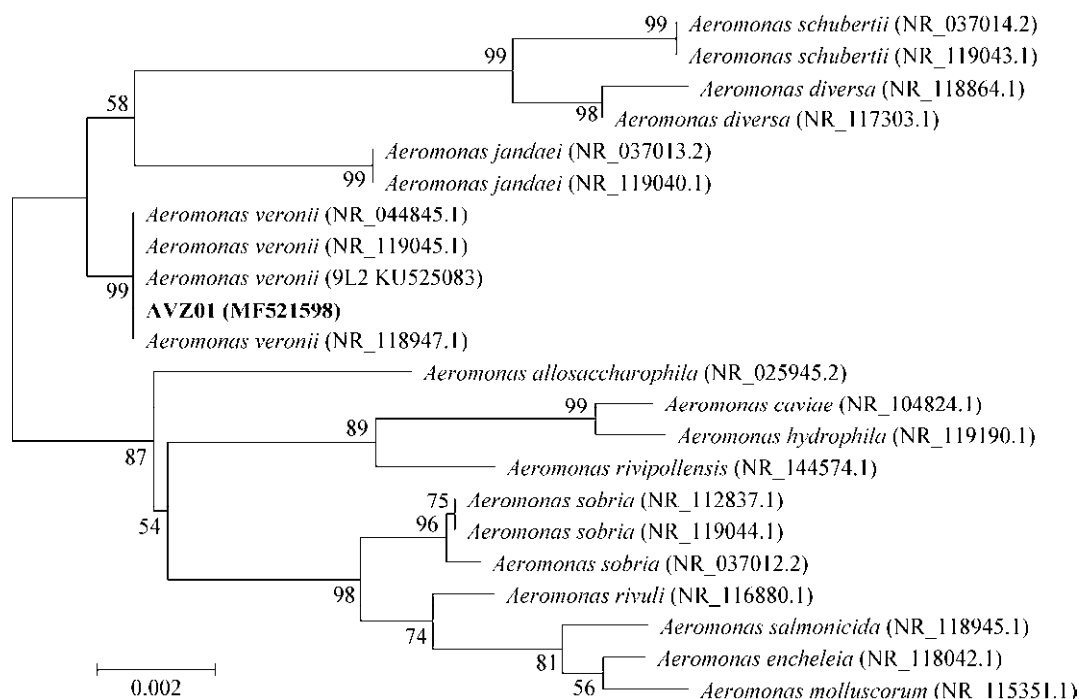 99
Aeromonas schubertii (NR_037014.2)
99
Aeromonas schubertii (NR_119043.1)
58
Aeromonas diversa (NR_118864.1)
98
Aeromonas diversa (NR_117303.1)
Aeromonas jandaei (NR_037013.2)
99
Aeromonas jandaei (NR_119040.1)
Aeromonas veronii (NR_044845.1)
Aeromonas veronii (NR_119045.1)
Aeromonas veronii (9L2 KU525083)
99
AVZ01 (MF521598)
Aeromonas veronii (NR_118947.1)
Aeromonas allosaccharophila (NR_025945.2)
99
Aeromonas caviae (NR_104824.1)
89
Aeromonas hydrophila (NR_119190.1)
87
Aeromonas rivipollensis (NR_144574.1)
75
Aeromonas sobria (NR_112837.1)
54
96
Aeromonas sobria (NR_119044.1)
Aeromonas sobria (NR_037012.2)
98
Aeromonas rivuli (NR_116880.1)
74
Aeromonas salmonicida (NR_118945.1)
81
Aeromonas encheleia (NR_118042.1)
56
Aeromonas molluscorum (NR_115351.1)
0.002